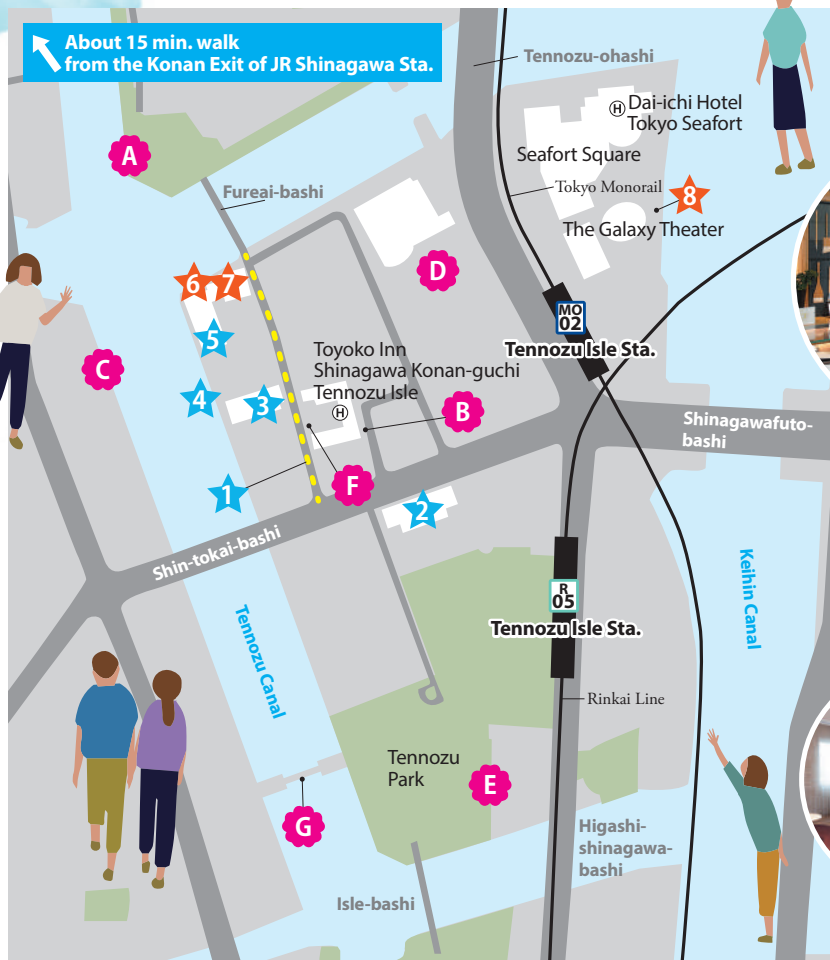 About 15 min. walk
from the Konan Exit of JR Shinagawa Sta.
Tennozu-ohashi
Dai-ichi Hotel
Tokyo Seafort
H
Seafort Square
A
Tokyo Monorail
8
Fureai-bashi
The Galaxy Theater
D
6
7
MO
02
5
Toyoko Inn
Shinagawa Konan-guchi
Tennozu Isle
H
Tennozu Isle Sta.
C
4
3
B
Shinagawafuto-
bashi
1
F
2
Shin-tokai-bashi
Keihin Canal
R
05
Tennozu Isle Sta.
Tennozu Canal
Rinkai Line
Tennozu
Park
E
G
Higashi-
shinagawa-
bashi
Isle-bashi